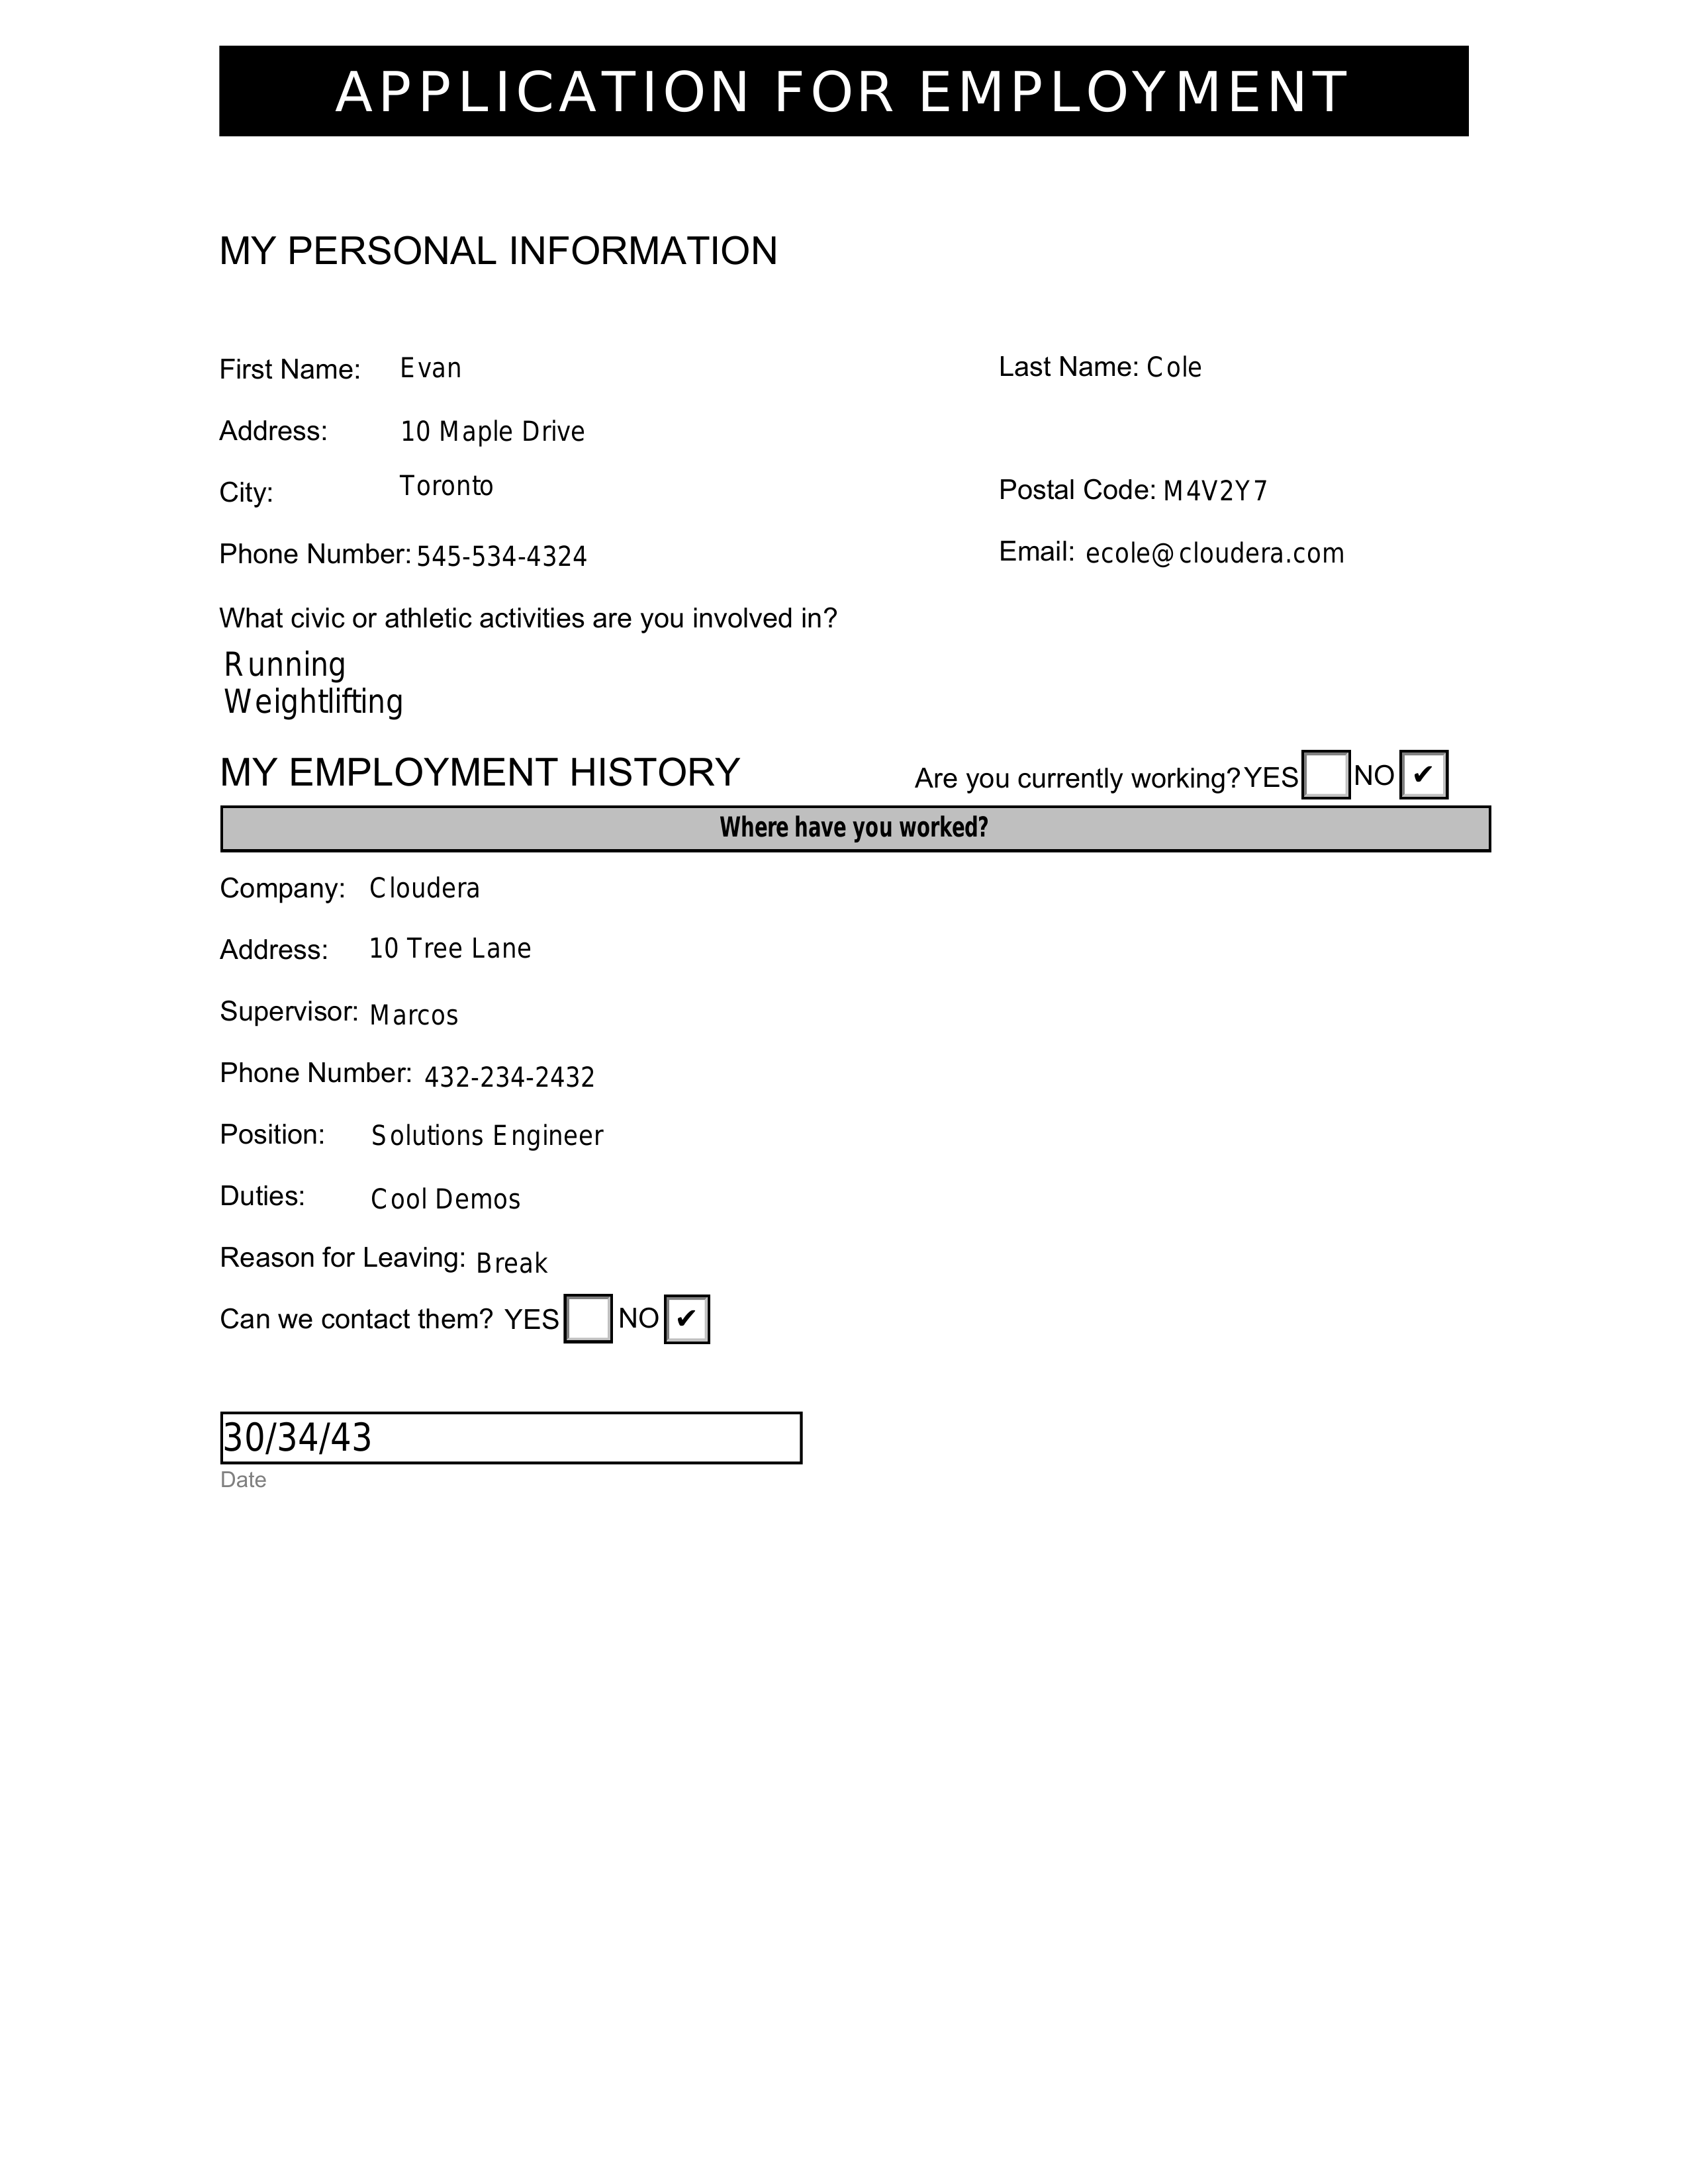 APPLICATION FOR EMPLOYMENT
MY PERSONAL INFORMATION
First Name: Evan Last Name: Cole
Address: 10 Maple Drive
City: Toronto Postal Code: M4V2Y7
Phone Number: 545-534-4324 Email: ecole@cloudera.com
What civic or athletic activities are you involved in?
Running
Weightlifting
MY EMPLOYMENT HISTORY Are you currently working? YES NO ✔
Where have you worked?
Company: Cloudera
Address: 10 Tree Lane
Supervisor: Marcos
Phone Number: 432-234-2432
Position: Solutions Engineer
Duties: Cool Demos
Reason for Leaving: Break
Can we contact them? YES NO ✔
30/34/43
Date